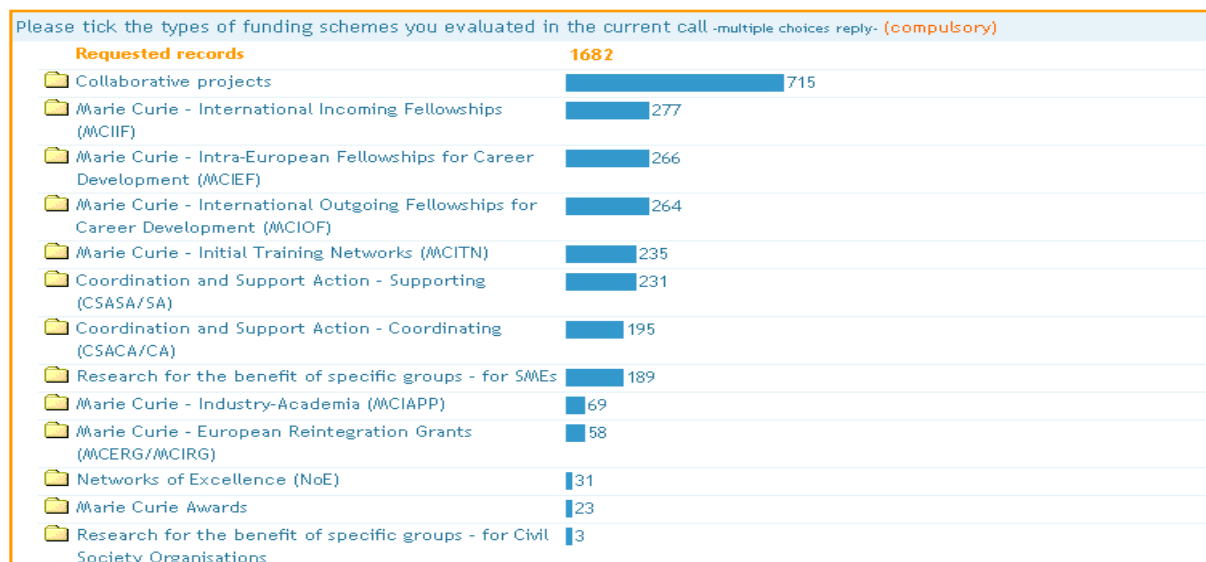 Please tick the types of funding schemes you evaluated in the current call -multiple choices reply- (compulsory)
Requested records 1682
Collaborative projects 715
Marie Curie - International Incoming Fellowships 277
(MCIIF)
Marie Curie - Intra-European Fellowships for Career 266
Development (MCIEF)
Marie Curie - International Outgoing Fellowships for 264
Career Development (MCIOF)
Marie Curie - Initial Training Networks (MCITN) 235
Coordination and Support Action - Supporting 231
(CSASA/SA)
Coordination and Support Action - Coordinating 195
(CSACA/CA)
Research for the benefit of specific groups - for SMEs 189
Marie Curie - Industry-Academia (MCIAPP) 69
Marie Curie - European Reintegration Grants 58
(MCERG/MCIRG)
Networks of Excellence (NoE) 31
Marie Curie Awards 23
Research for the benefit of specific groups - for Civil 3
Society Organisations